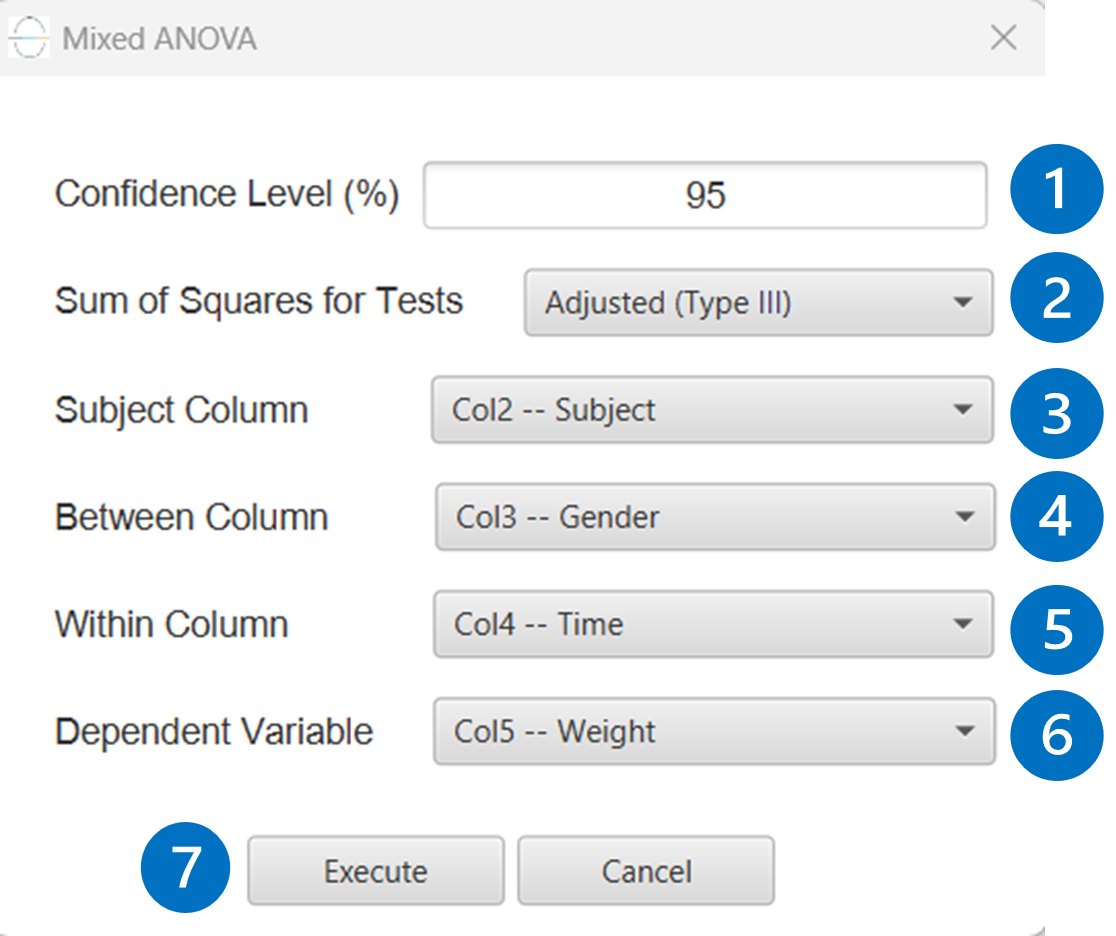 Mixed ANOVA
Confidence Level (%) 95 1
Sum of Squares for Tests Adjusted (Type III) 2
Subject Column Col2 -- Subject 3
Between Column Col3 -- Gender 4
Within Column Col4 -- Time 5
Dependent Variable Col5 -- Weight 6
7 Execute Cancel